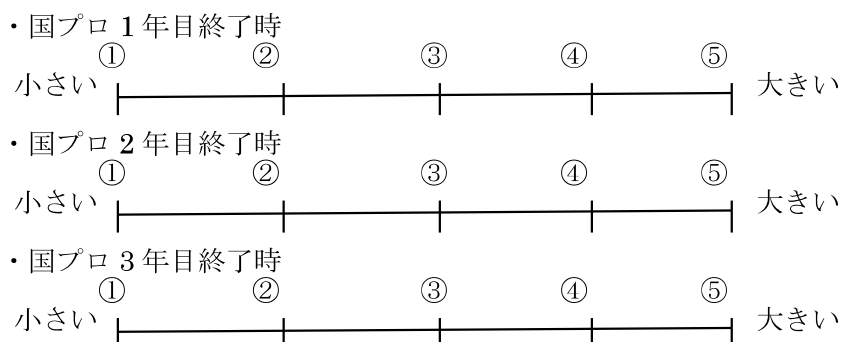 ・国プロ 1 年目終了時
① ② ③ ④ ⑤
小さい 大きい
・国プロ 2 年目終了時
① ② ③ ④ ⑤
小さい 大きい
・国プロ 3 年目終了時
① ② ③ ④ ⑤
小さい 大きい